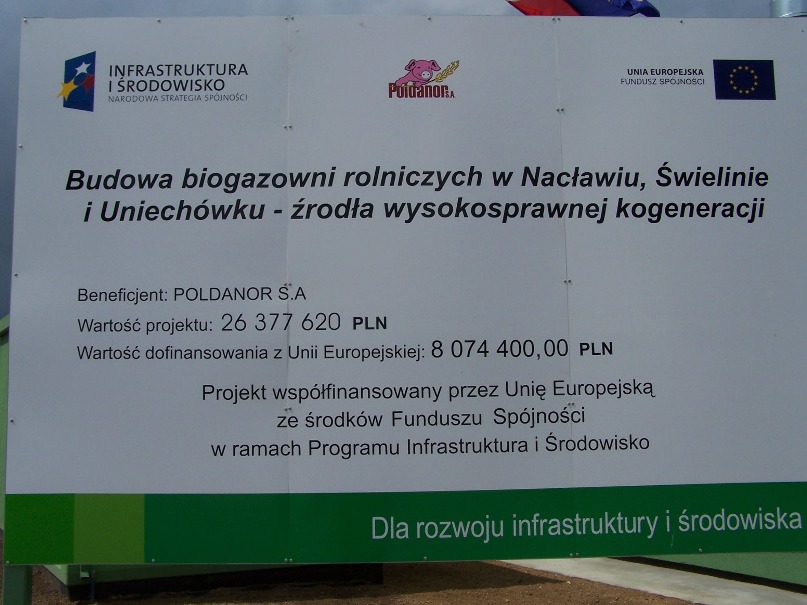 INFRASTRUKTURA
I ŚRODOWISKO
NARODOWA STRATEGIA SPÓJNOŚCI
Poldanor S.A.
UNIA EUROPEJSKA
FUNDUSZ SPÓJNOŚCI
Budowa biogazowni rolniczych w Nacławiu, Świelinie
i Uniechówku - źrodła wysokosprawnej kogeneracji
Beneficjent: POLDANOR S.A
Wartość projektu: 26 377 620 PLN
Wartość dofinansowania z Unii Europejskiej: 8 074 400,00 PLN
Projekt współfinansowany przez Unię Europejską
ze środków Funduszu Spójności
w ramach Programu Infrastruktura i Środowisko
Dla rozwoju infrastruktury i środowiska